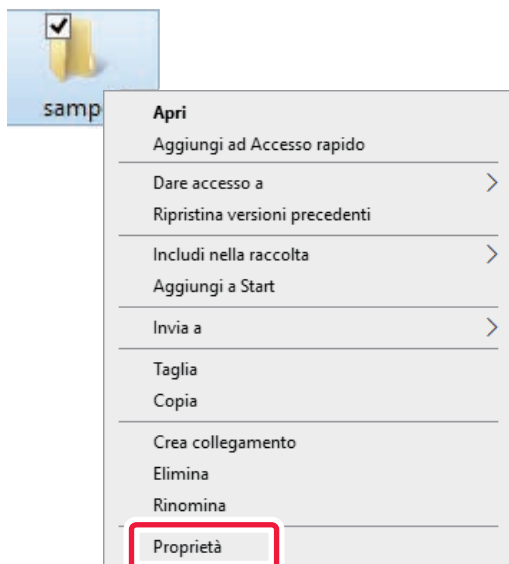 samp
Apri
Aggiungi ad Accesso rapido
Dare accesso a
Ripristina versioni precedenti
Includi nella raccolta
Aggiungi a Start
Invia a
Taglia
Copia
Crea collegamento
Elimina
Rinomina
Proprietà